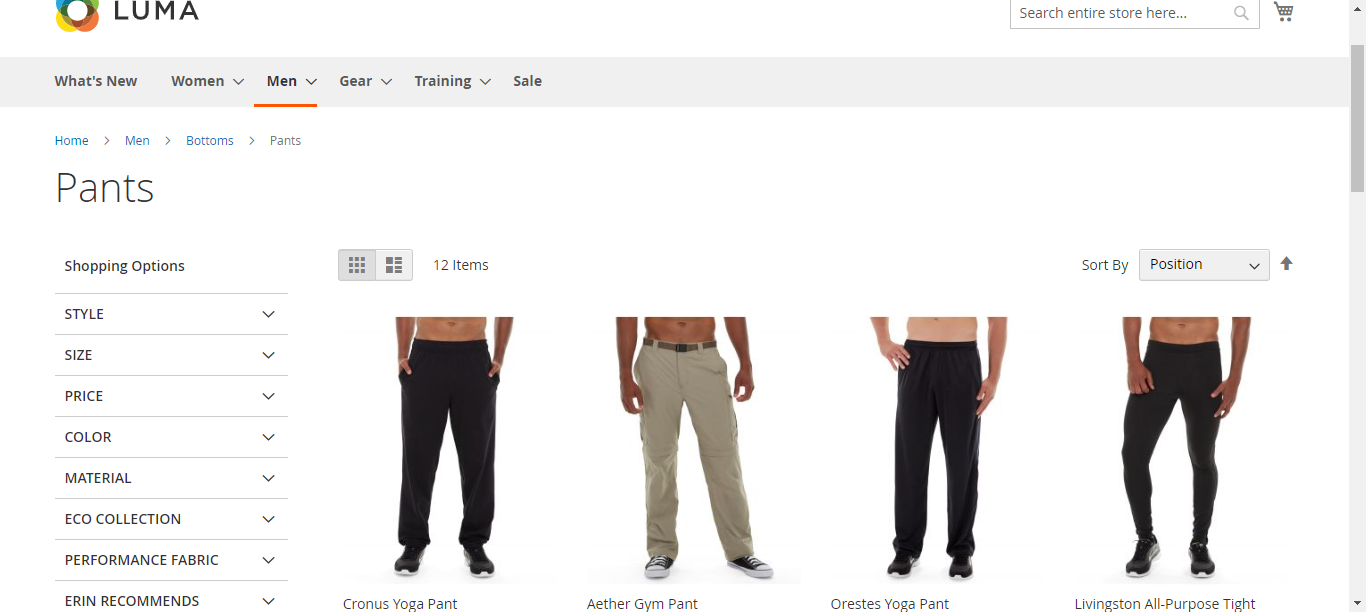 LUMA
Search entire store here...
What's New Women Men Gear Training Sale
Home Men Bottoms Pants
Pants
Shopping Options
12 Items
Sort By Position
STYLE
SIZE
PRICE
COLOR
MATERIAL
ECO COLLECTION
PERFORMANCE FABRIC
ERIN RECOMMENDS
Cronus Yoga Pant
Aether Gym Pant
Orestes Yoga Pant
Livingston All-Purpose Tight